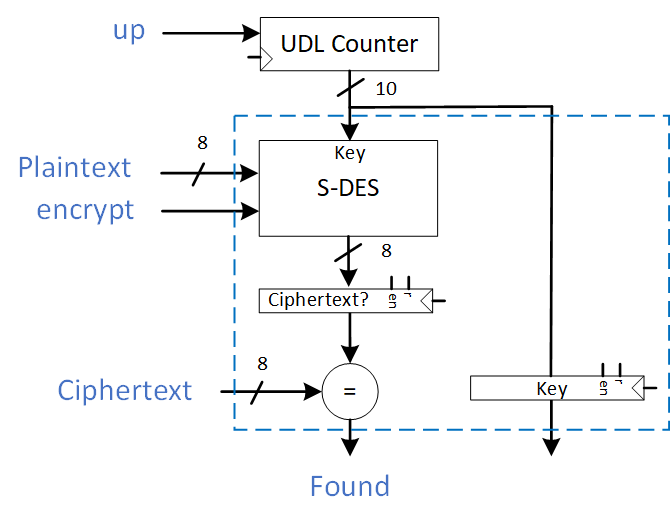 up
UDL Counter
10
Key
8
Plaintext
S-DES
encrypt
8
Ciphertext?
en
r
8
Ciphertext
=
Key
en
r
Found